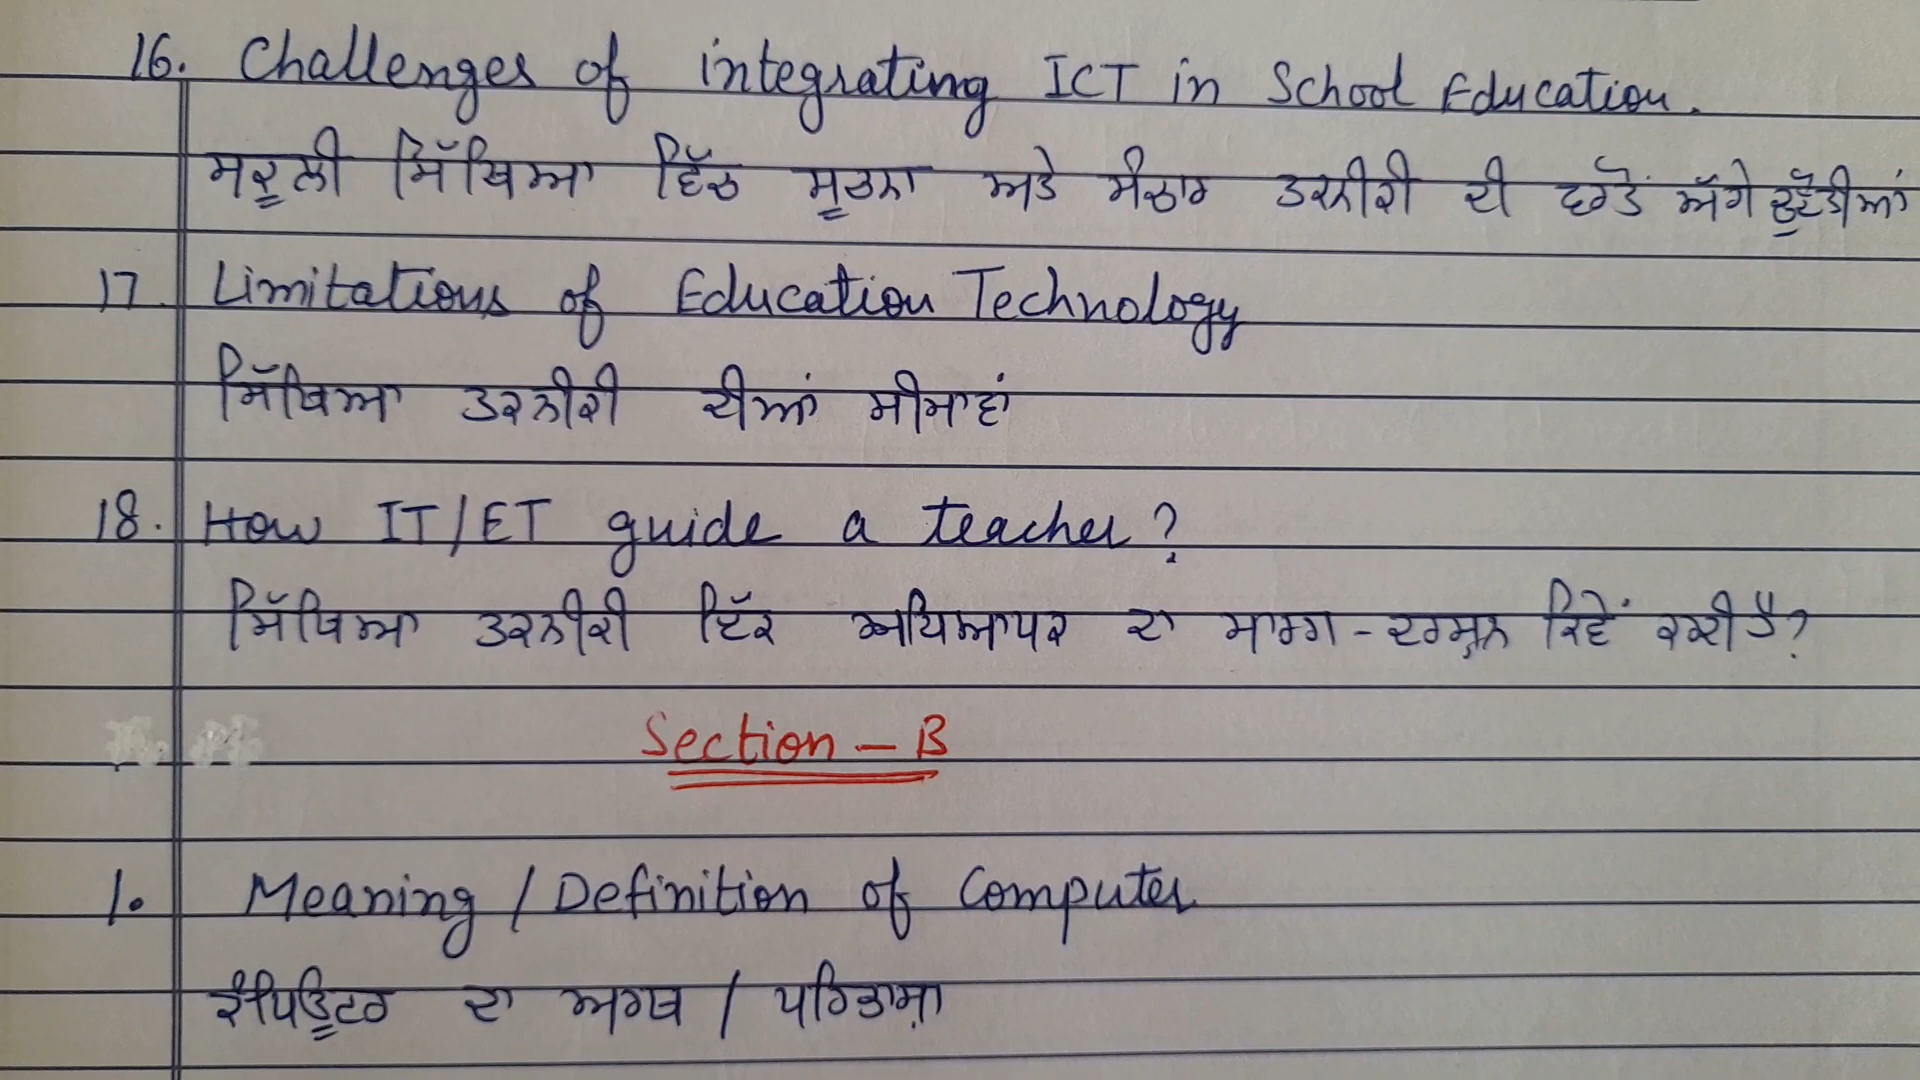 16. Challenges of integrating ICT in School Education.
ਸਕੂਲੀ ਸਿੱਖਿਆ ਵਿੱਚ ਸੂਚਨਾ ਅਤੇ ਸੰਚਾਰ ਤਕਨੀਕੀ ਦੀ ਵਰਤੋਂ ਅੱਗੇ ਚੁਣੌਤੀਆਂ
17. Limitations of Education Technology
ਸਿੱਖਿਆ ਤਕਨੀਕੀ ਦੀਆਂ ਸੀਮਾਵਾਂ
18. How IT/ET guide a teacher?
ਸਿੱਖਿਆ ਤਕਨੀਕੀ ਇੱਕ ਅਧਿਆਪਕ ਦਾ ਮਾਰਗ-ਦਰਸ਼ਨ ਕਿਵੇਂ ਕਰਦੀ ਹੈ?
Section - B
1. Meaning / Definition of Computer
ਕੰਪਿਊਟਰ ਦਾ ਅਰਥ / ਪਰਿਭਾਸ਼ਾ